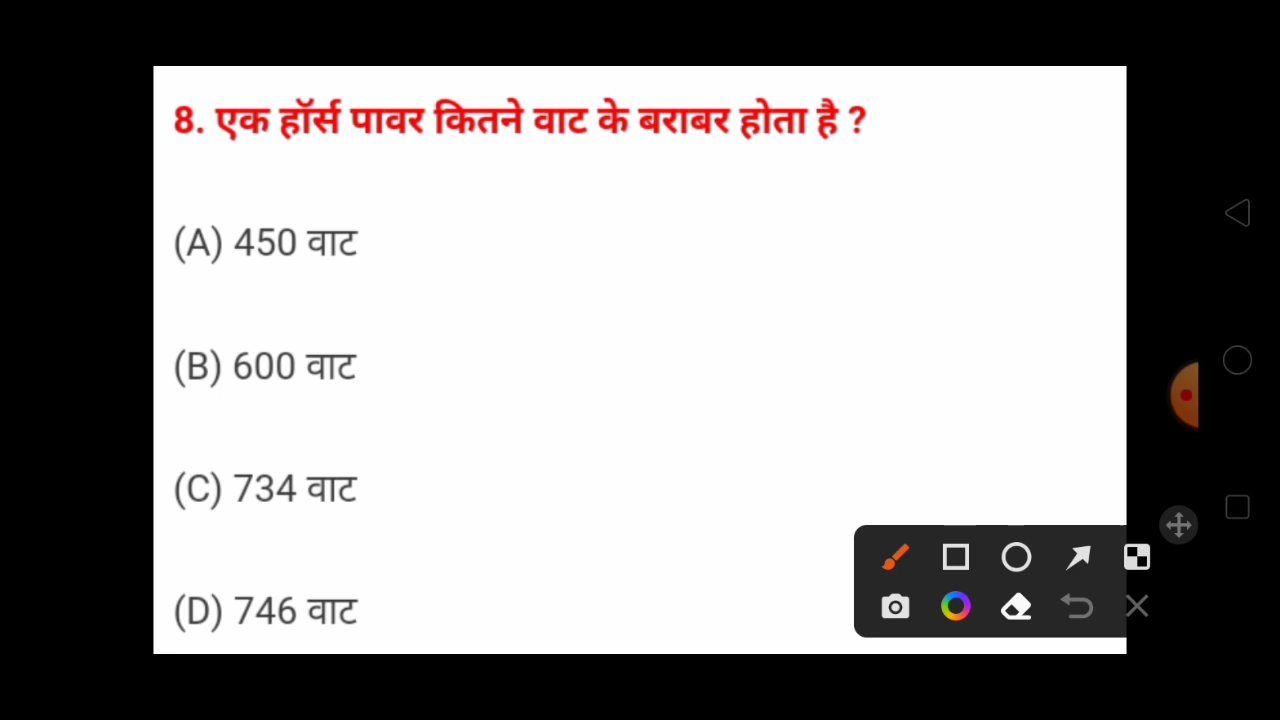 8. एक हॉर्स पावर कितने वाट के बराबर होता है ?
(A) 450 वाट
(B) 600 वाट
(C) 734 वाट
(D) 746 वाट